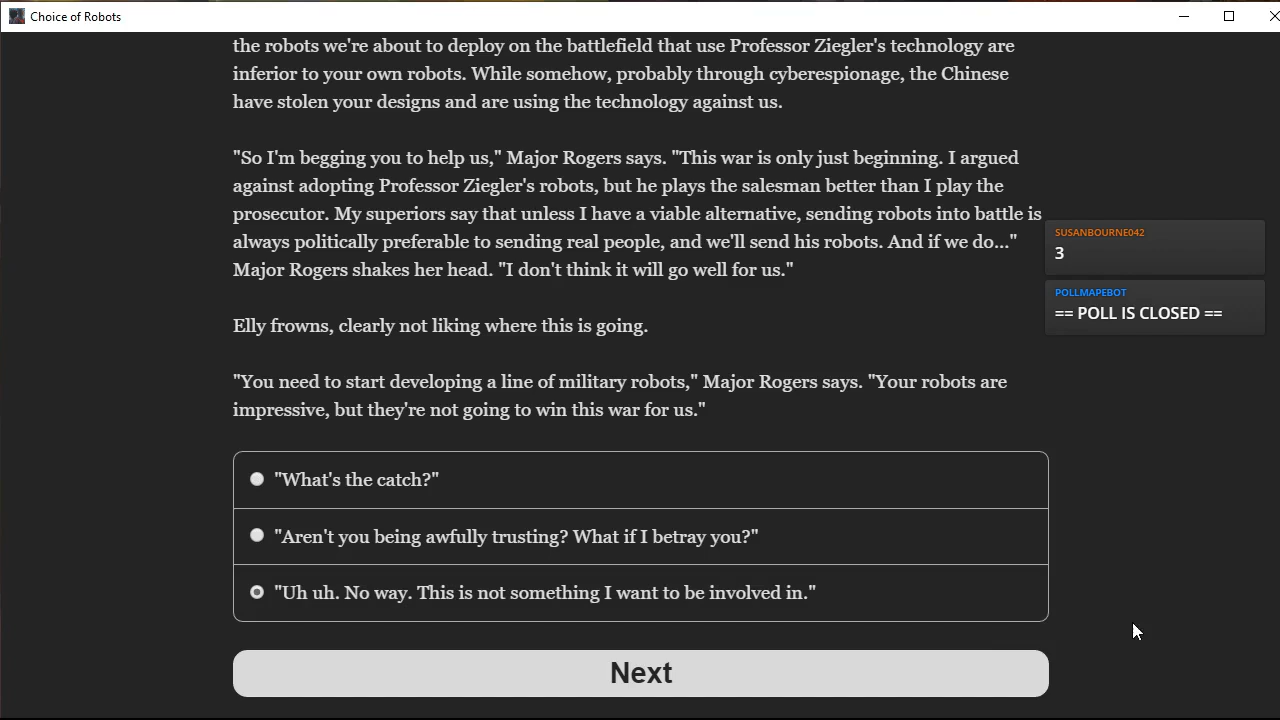 Choice of Robots
the robots we're about to deploy on the battlefield that use Professor Ziegler's technology are
inferior to your own robots. While somehow, probably through cyberespionage, the Chinese
have stolen your designs and are using the technology against us.
"So I'm begging you to help us," Major Rogers says. "This war is only just beginning. I argued
against adopting Professor Ziegler's robots, but he plays the salesman better than I play the
prosecutor. My superiors say that unless I have a viable alternative, sending robots into battle is
always politically preferable to sending real people, and we'll send his robots. And if we do..."
Major Rogers shakes her head. "I don't think it will go well for us."
Elly frowns, clearly not liking where this is going.
"You need to start developing a line of military robots," Major Rogers says. "Your robots are
impressive, but they're not going to win this war for us."
"What's the catch?"
"Aren't you being awfully trusting? What if I betray you?"
"Uh uh. No way. This is not something I want to be involved in."
Next
SUSANBOURNE042
3
POLLMAPEBOT
== POLL IS CLOSED ==